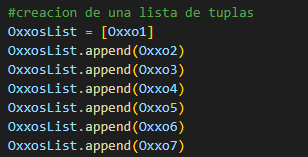 #creacion de una lista de tuplas
OxxosList = [Oxxo1]
OxxosList.append(Oxxo2)
OxxosList.append(Oxxo3)
OxxosList.append(Oxxo4)
OxxosList.append(Oxxo5)
OxxosList.append(Oxxo6)
OxxosList.append(Oxxo7)